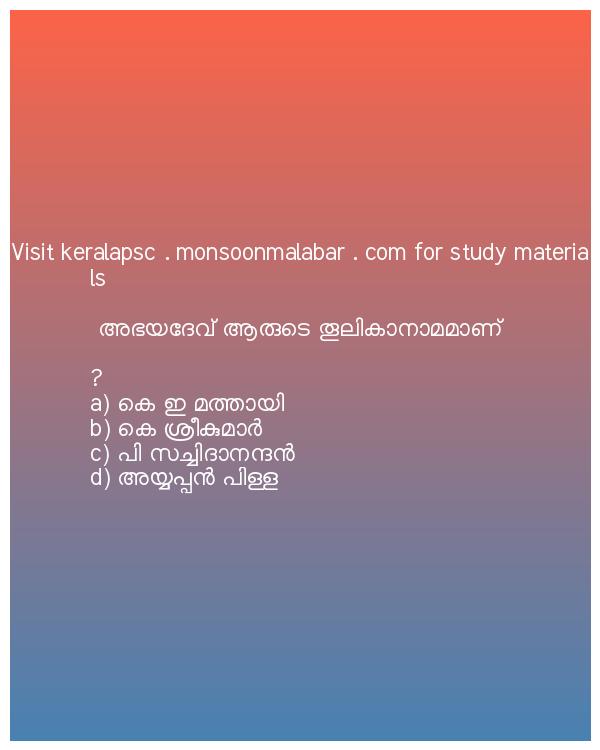 Visit keralapsc . monsoonmalabar . com for study materia
ls
അഭയദേവ് ആരുടെ തൂലികാനാമമാണ്
?
a) കെ ഇ മത്തായി
b) കെ ശ്രീകുമാർ
c) പി സച്ചിദാനന്ദൻ
d) അയ്യപ്പൻ പിള്ള